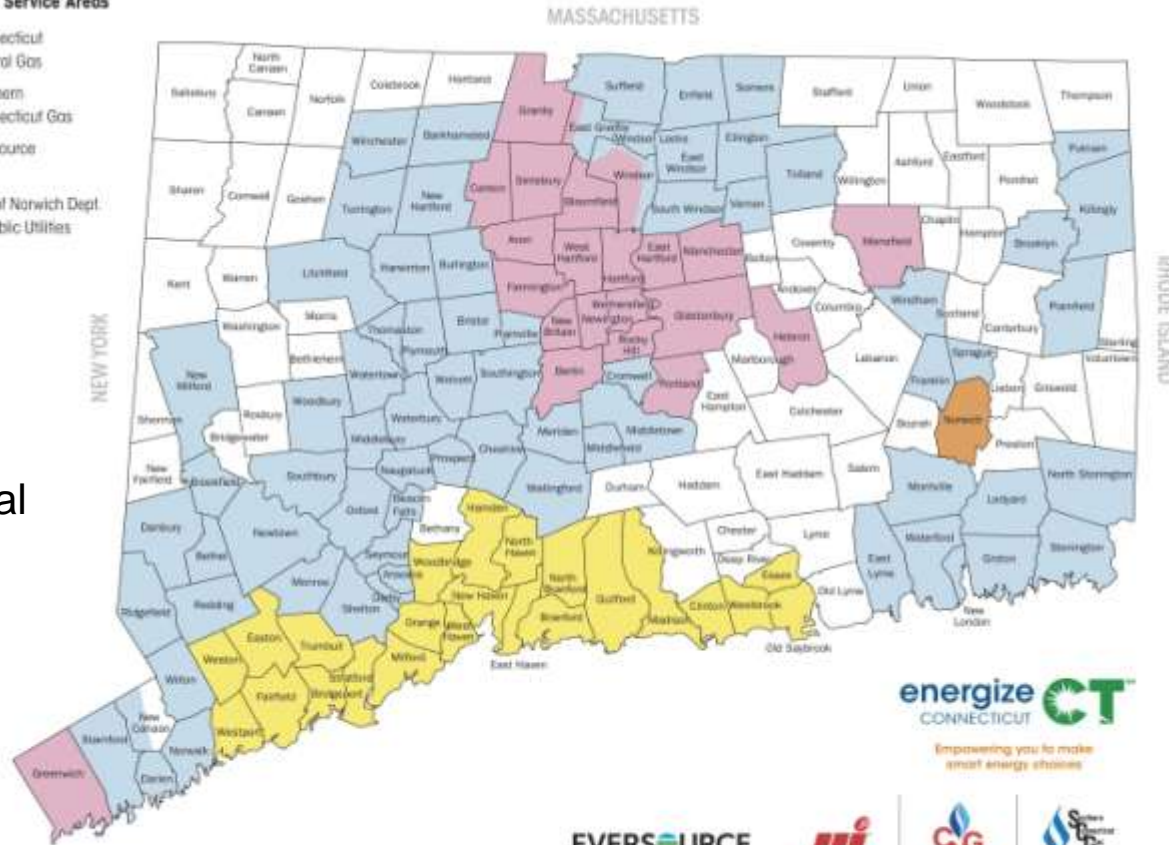 Service Areas
MASSACHUSETTS
ecticut
al Gas
ern
ecticut Gas
ource
f Norwich Dept.
blic Utilities
NEW YORK
RHODE ISLAND
al
North
Canaan
Colebrook
Hartland
Salisbury
Canaan
Norfolk
Granby
Suffield
Enfield
Somers
Stafford
Union
Woodstock
Thompson
Winchester
Barkhamsted
East Granby
Windsor Locks
East
Windsor
Ellington
Tolland
Willington
Ashford
Eastford
Pomfret
Putnam
Killingly
Sharon
Cornwall
Goshen
Torrington
New
Hartford
Canton
Simsbury
Bloomfield
Windsor
South Windsor
Vernon
Mansfield
Chaplin
Hampton
Brooklyn
Kent
Warren
Litchfield
Harwinton
Burlington
Avon
West
Hartford
Hartford
East
Hartford
Manchester
Bolton
Coventry
Andover
Columbia
Windham
Scotland
Canterbury
Plainfield
Sterling
Voluntown
Washington
Morris
Bethlehem
Thomaston
Plymouth
Bristol
Farmington
Plainville
New
Britain
Newington
Wethersfield
Rocky
Hill
Glastonbury
Hebron
Marlborough
Lebanon
Franklin
Sprague
Lisbon
Griswold
New
Milford
Roxbury
Bridgewater
Woodbury
Watertown
Wolcott
Southington
Berlin
Cromwell
Portland
East
Hampton
Colchester
Bozrah
Norwich
Preston
Sherman
New
Fairfield
Brookfield
Southbury
Middlebury
Waterbury
Naugatuck
Prospect
Cheshire
Meriden
Middlefield
Middletown
Wallingford
Durham
Haddam
East Haddam
Salem
Montville
Ledyard
North Stonington
Danbury
Bethel
Newtown
Oxford
Beacon
Falls
Bethany
Hamden
North
Haven
Seymour
Ansonia
Derby
Woodbridge
New Haven
North
Branford
Guilford
Madison
Killingworth
Chester
Deep River
Essex
Lyme
Old Lyme
East
Lyme
Waterford
Groton
Stonington
New
London
Ridgefield
Redding
Monroe
Shelton
Orange
West
Haven
Branford
Clinton
Westbrook
Old Saybrook
East Haven
Easton
Trumbull
Milford
Stratford
Bridgeport
Fairfield
Weston
Wilton
Westport
New
Canaan
Norwalk
Darien
Stamford
Greenwich
energize CT
CONNECTICUT
Empowering you to make
smart energy choices
EVERSOURCE